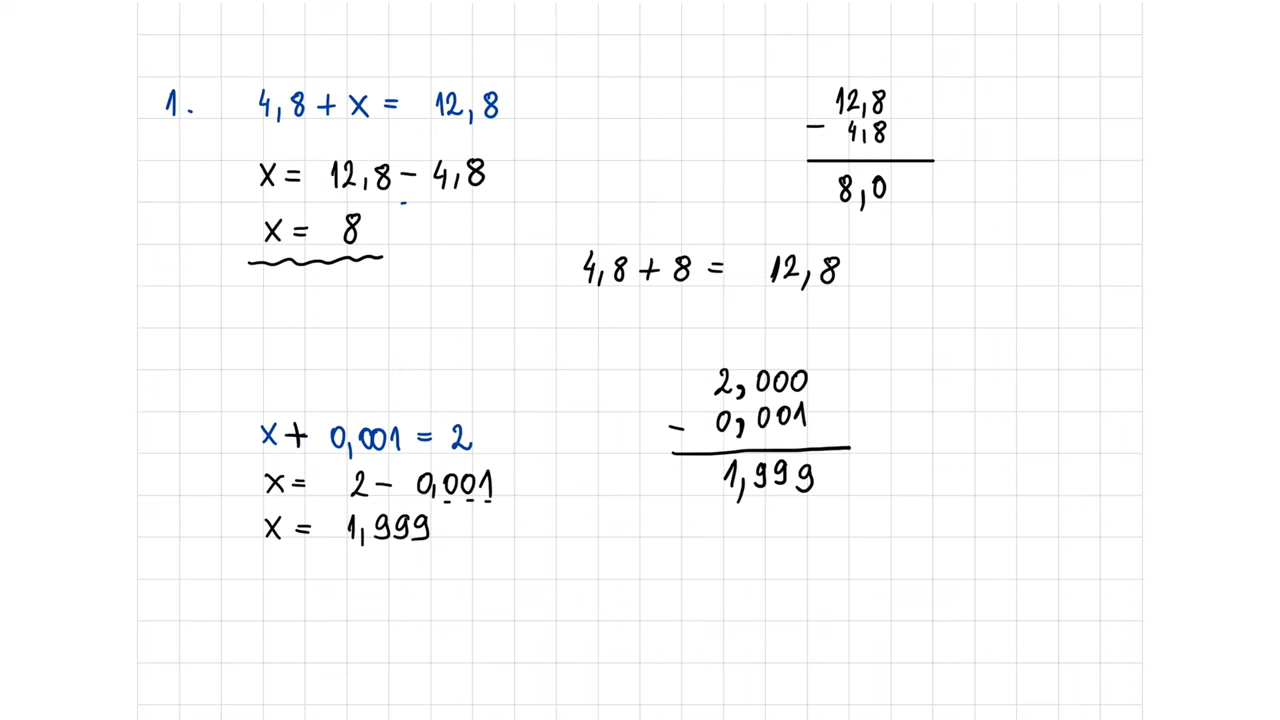 1. 4,8 + x = 12,8
x = 12,8 - 4,8
x = 8
12,8
- 4,8
8,0
4,8 + 8 = 12,8
x + 0,001 = 2
x = 2 - 0,001
x = 1,999
2,000
- 0,001
1,999